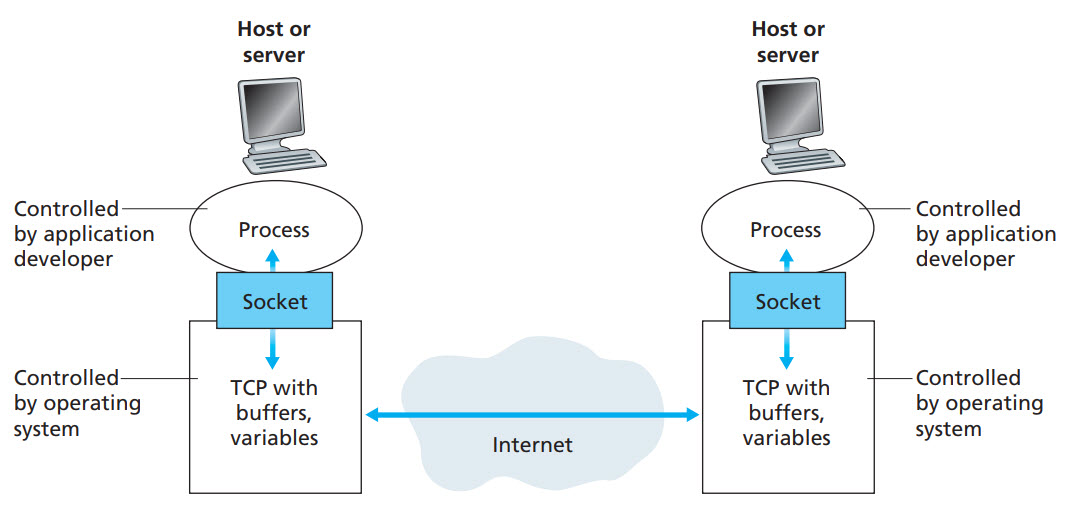 Host or
server
Host or
server
Controlled
by application
developer
Process
Process
Controlled
by application
developer
Socket
Socket
Controlled
by operating
system
TCP with
buffers,
variables
Internet
TCP with
buffers,
variables
Controlled
by operating
system